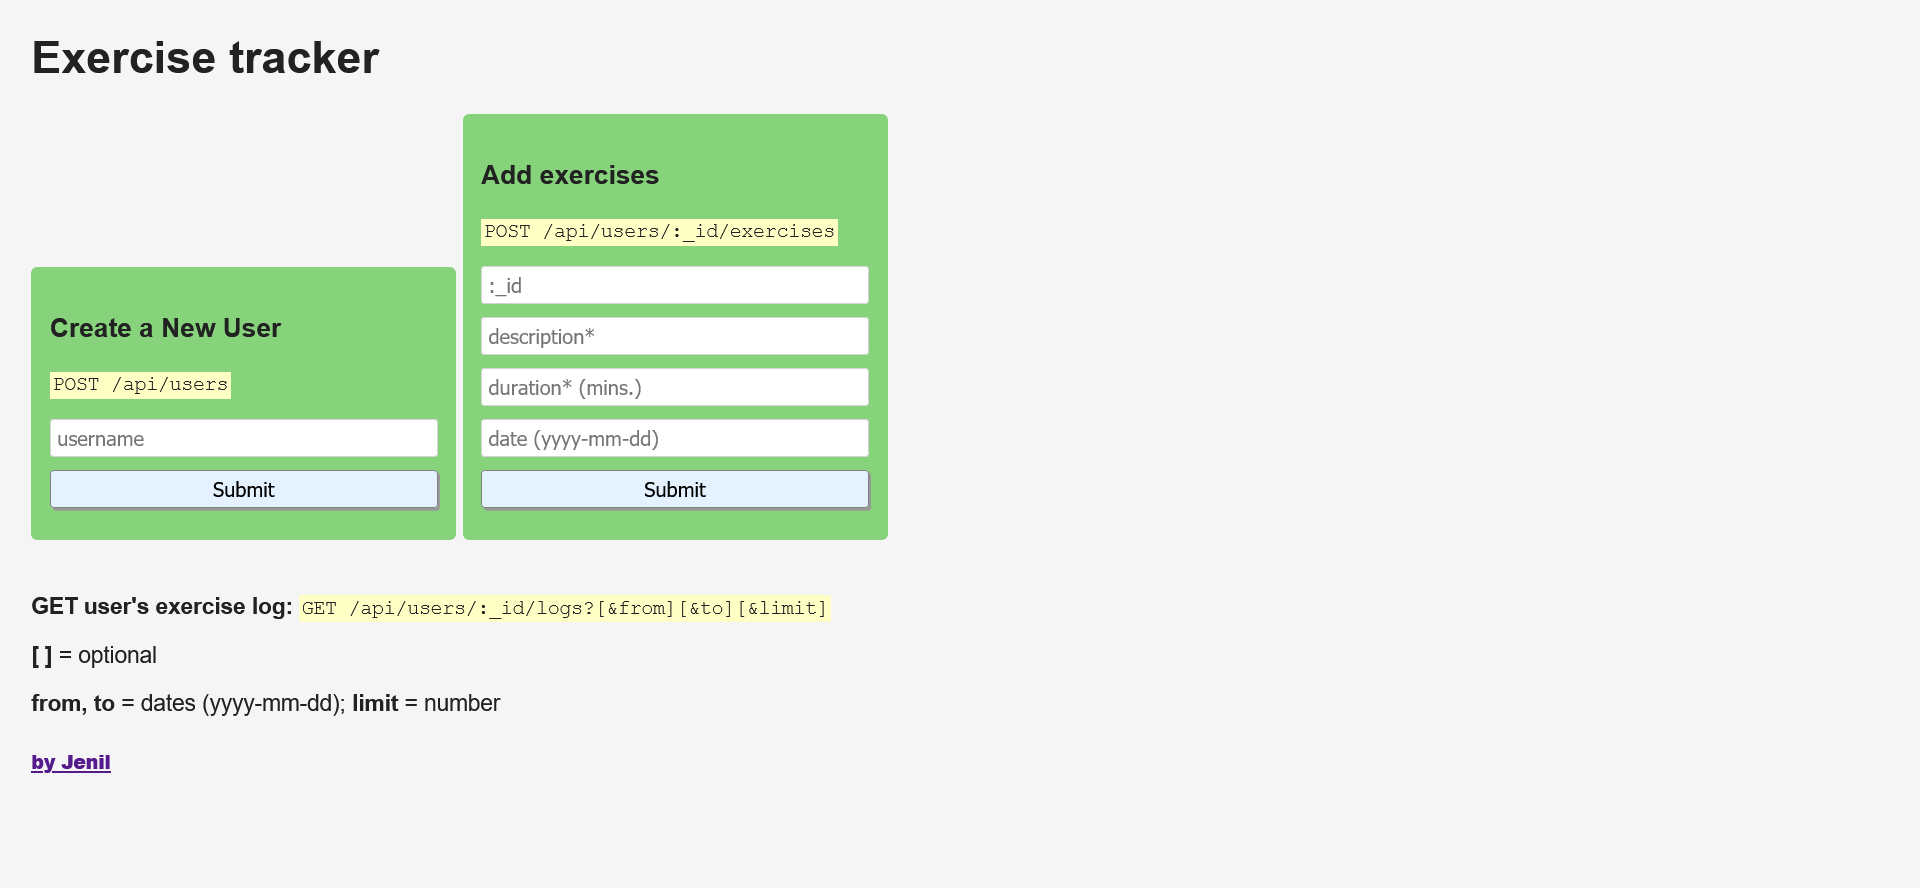 Exercise tracker
Create a New User
POST /api/users
username
Submit
Add exercises
POST /api/users/:_id/exercises
:_id
description*
duration* (mins.)
date (yyyy-mm-dd)
Submit
GET user's exercise log: GET /api/users/:_id/logs?[&from][&to][&limit]
[ ] = optional
from, to = dates (yyyy-mm-dd); limit = number
by Jenil